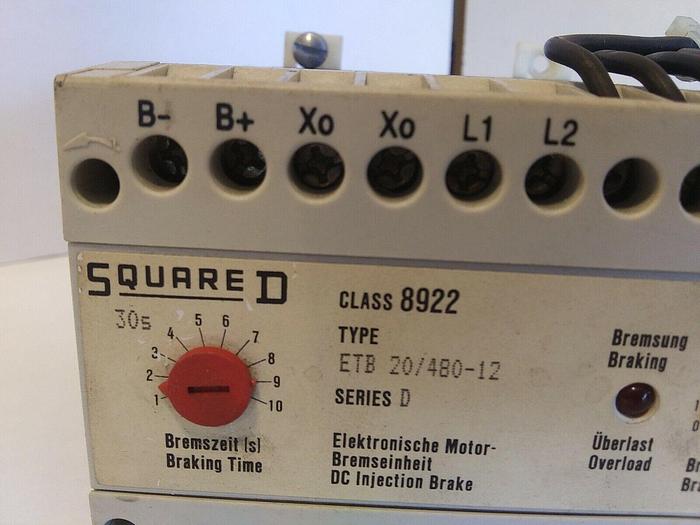 B- B+ Xo Xo L1 L2
SQUARE D
30s
1 2 3 4 5 6 7 8 9 10
Bremszeit (s)
Braking Time
CLASS 8922
TYPE
ETB 20/480-12
SERIES D
Elektronische Motor-
Bremseinheit
DC Injection Brake
Bremsung
Braking
Überlast
Overload